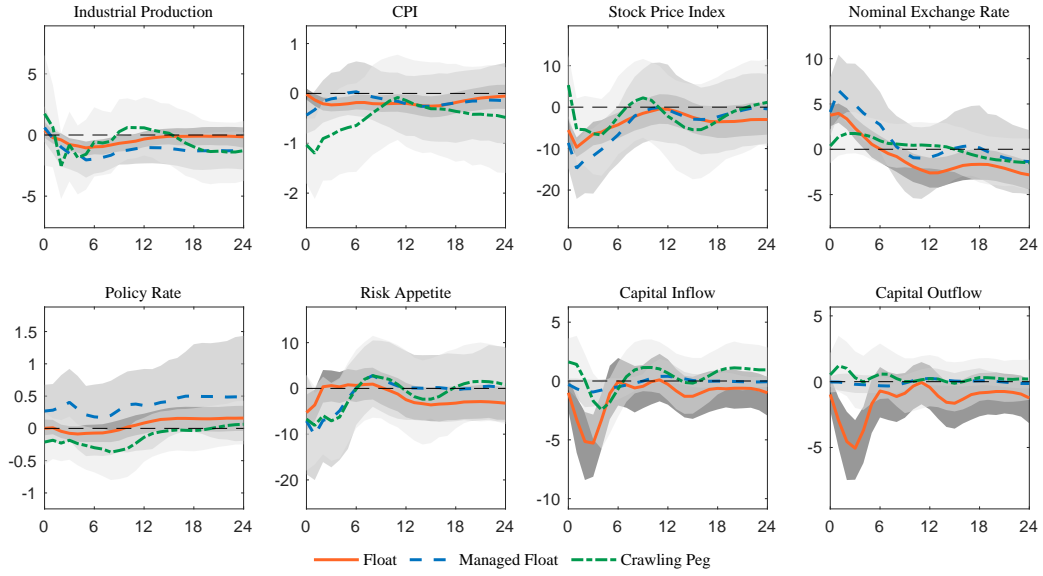 Industrial Production
CPI
Stock Price Index
Nominal Exchange Rate
5
0
-5
0 6 12 18 24
1
0
-1
-2
0 6 12 18 24
10
0
-10
-20
0 6 12 18 24
10
5
0
-5
0 6 12 18 24
Policy Rate
Risk Appetite
Capital Inflow
Capital Outflow
1.5
1
0.5
0
-0.5
-1
0 6 12 18 24
10
0
-10
-20
0 6 12 18 24
5
0
-5
-10
0 6 12 18 24
5
0
-5
0 6 12 18 24
Float Managed Float Crawling Peg